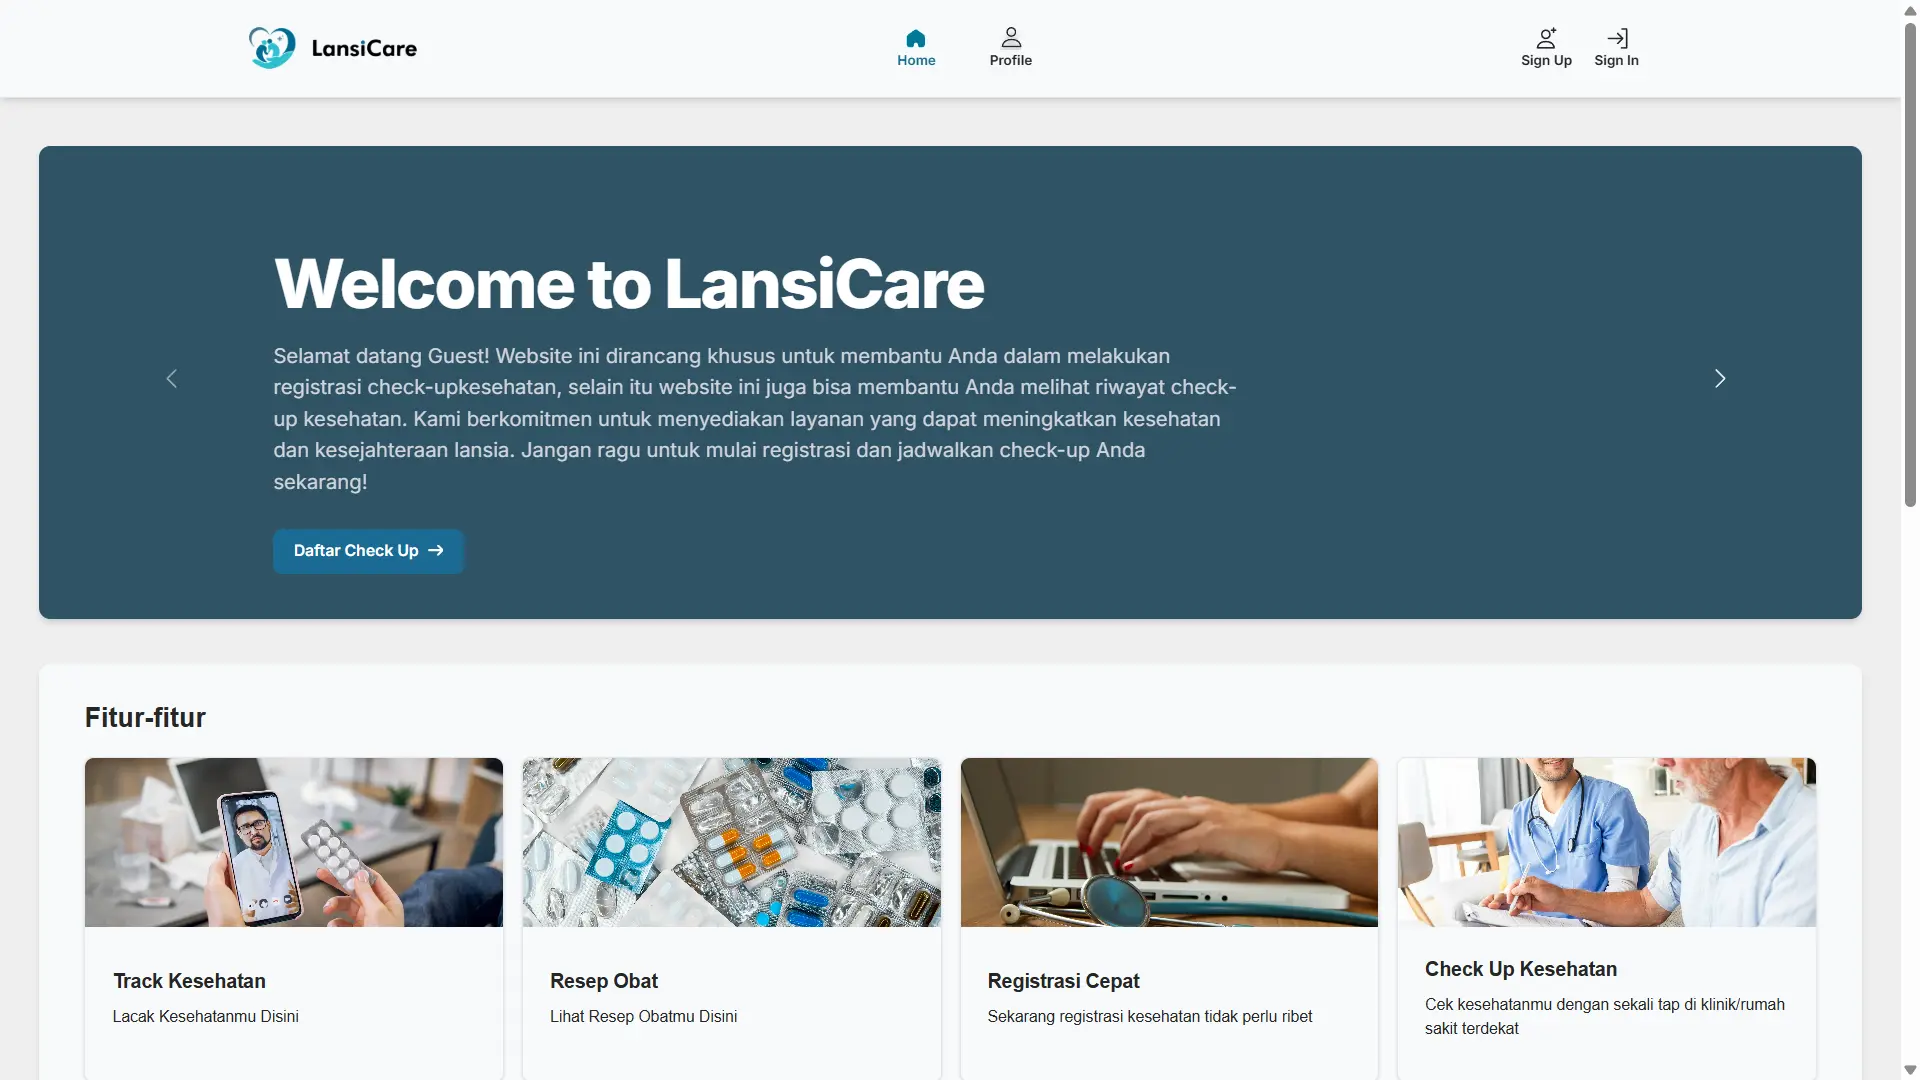 LansiCare
Home
Profile
Sign Up
Sign In
Welcome to LansiCare
Selamat datang Guest! Website ini dirancang khusus untuk membantu Anda dalam melakukan
registrasi check-upkesehatan, selain itu website ini juga bisa membantu Anda melihat riwayat check-
up kesehatan. Kami berkomitmen untuk menyediakan layanan yang dapat meningkatkan kesehatan
dan kesejahteraan lansia. Jangan ragu untuk mulai registrasi dan jadwalkan check-up Anda
sekarang!
Daftar Check Up
Fitur-fitur
Track Kesehatan
Lacak Kesehatanmu Disini
Resep Obat
Lihat Resep Obatmu Disini
Registrasi Cepat
Sekarang registrasi kesehatan tidak perlu ribet
Check Up Kesehatan
Cek kesehatanmu dengan sekali tap di klinik/rumah
sakit terdekat